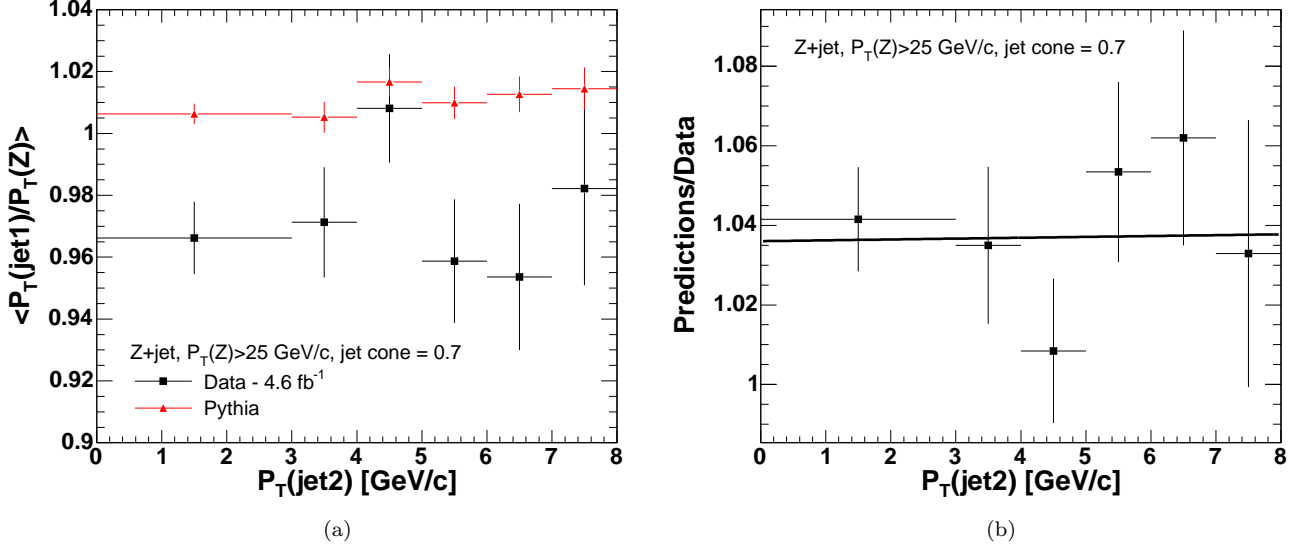 1.04
1.02
1
0.98
0.96
0.94
0.92
0.9
<P_T(jet1)/P_T(Z)>
Z+jet, P_T(Z)>25 GeV/c, jet cone = 0.7
Data - 4.6 fb^-1
Pythia
0 1 2 3 4 5 6 7 8
P_T(jet2) [GeV/c]
(a)
1.08
1.06
1.04
1.02
1
Predictions/Data
Z+jet, P_T(Z)>25 GeV/c, jet cone = 0.7
0 1 2 3 4 5 6 7 8
P_T(jet2) [GeV/c]
(b)